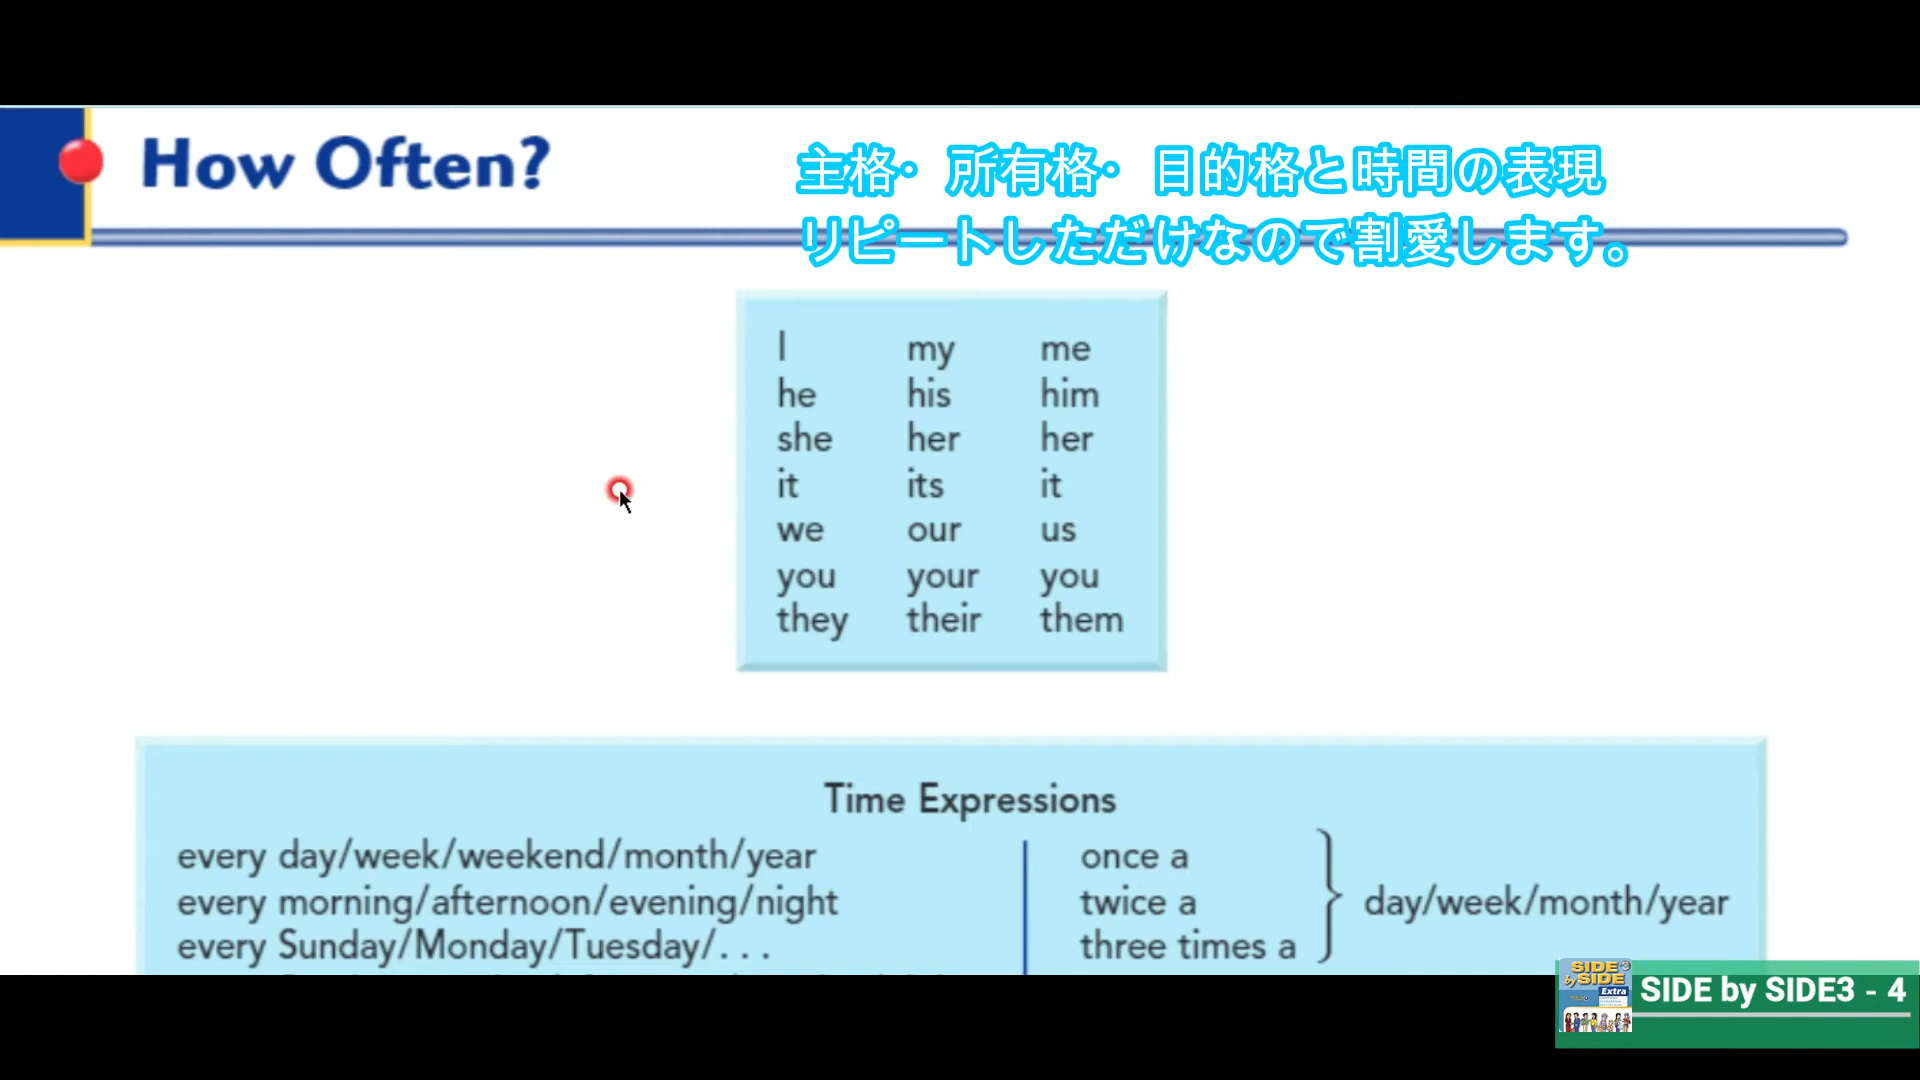 How Often?
主格・所有格・目的格と時間の表現
リピートしただけなので割愛します。
I my me
he his him
she her her
it its it
we our us
you your you
they their them
Time Expressions
every day/week/weekend/month/year
every morning/afternoon/evening/night
every Sunday/Monday/Tuesday/...
once a
twice a
three times a
day/week/month/year
SIDE by SIDE Extra
SIDE by SIDE3 - 4